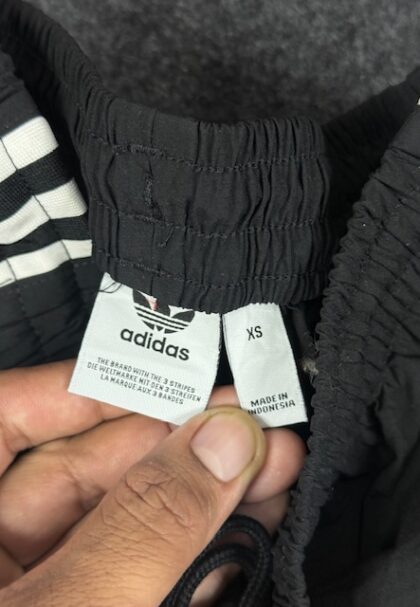 adidas
THE BRAND WITH THE 3 STRIPES
DIE WELTMARKE MIT DEN 3 STREIFEN
LA MARQUE AUX 3 BANDES
XS
MADE IN
INDONESIA